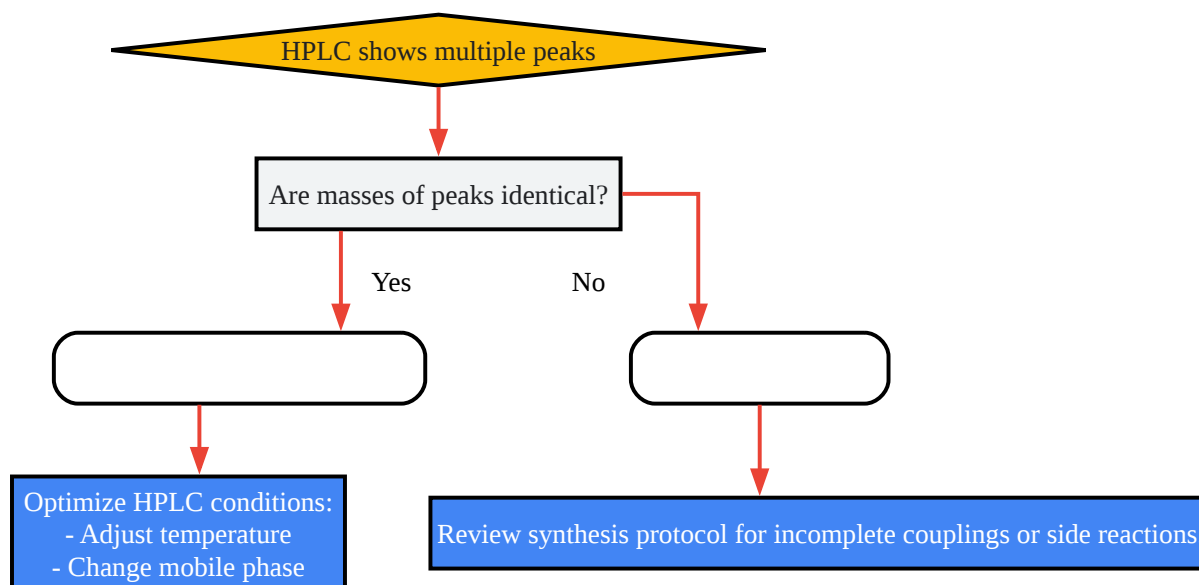 HPLC shows multiple peaks
Are masses of peaks identical?
Yes
No
Optimize HPLC conditions:
- Adjust temperature
- Change mobile phase
Review synthesis protocol for incomplete couplings or side reactions